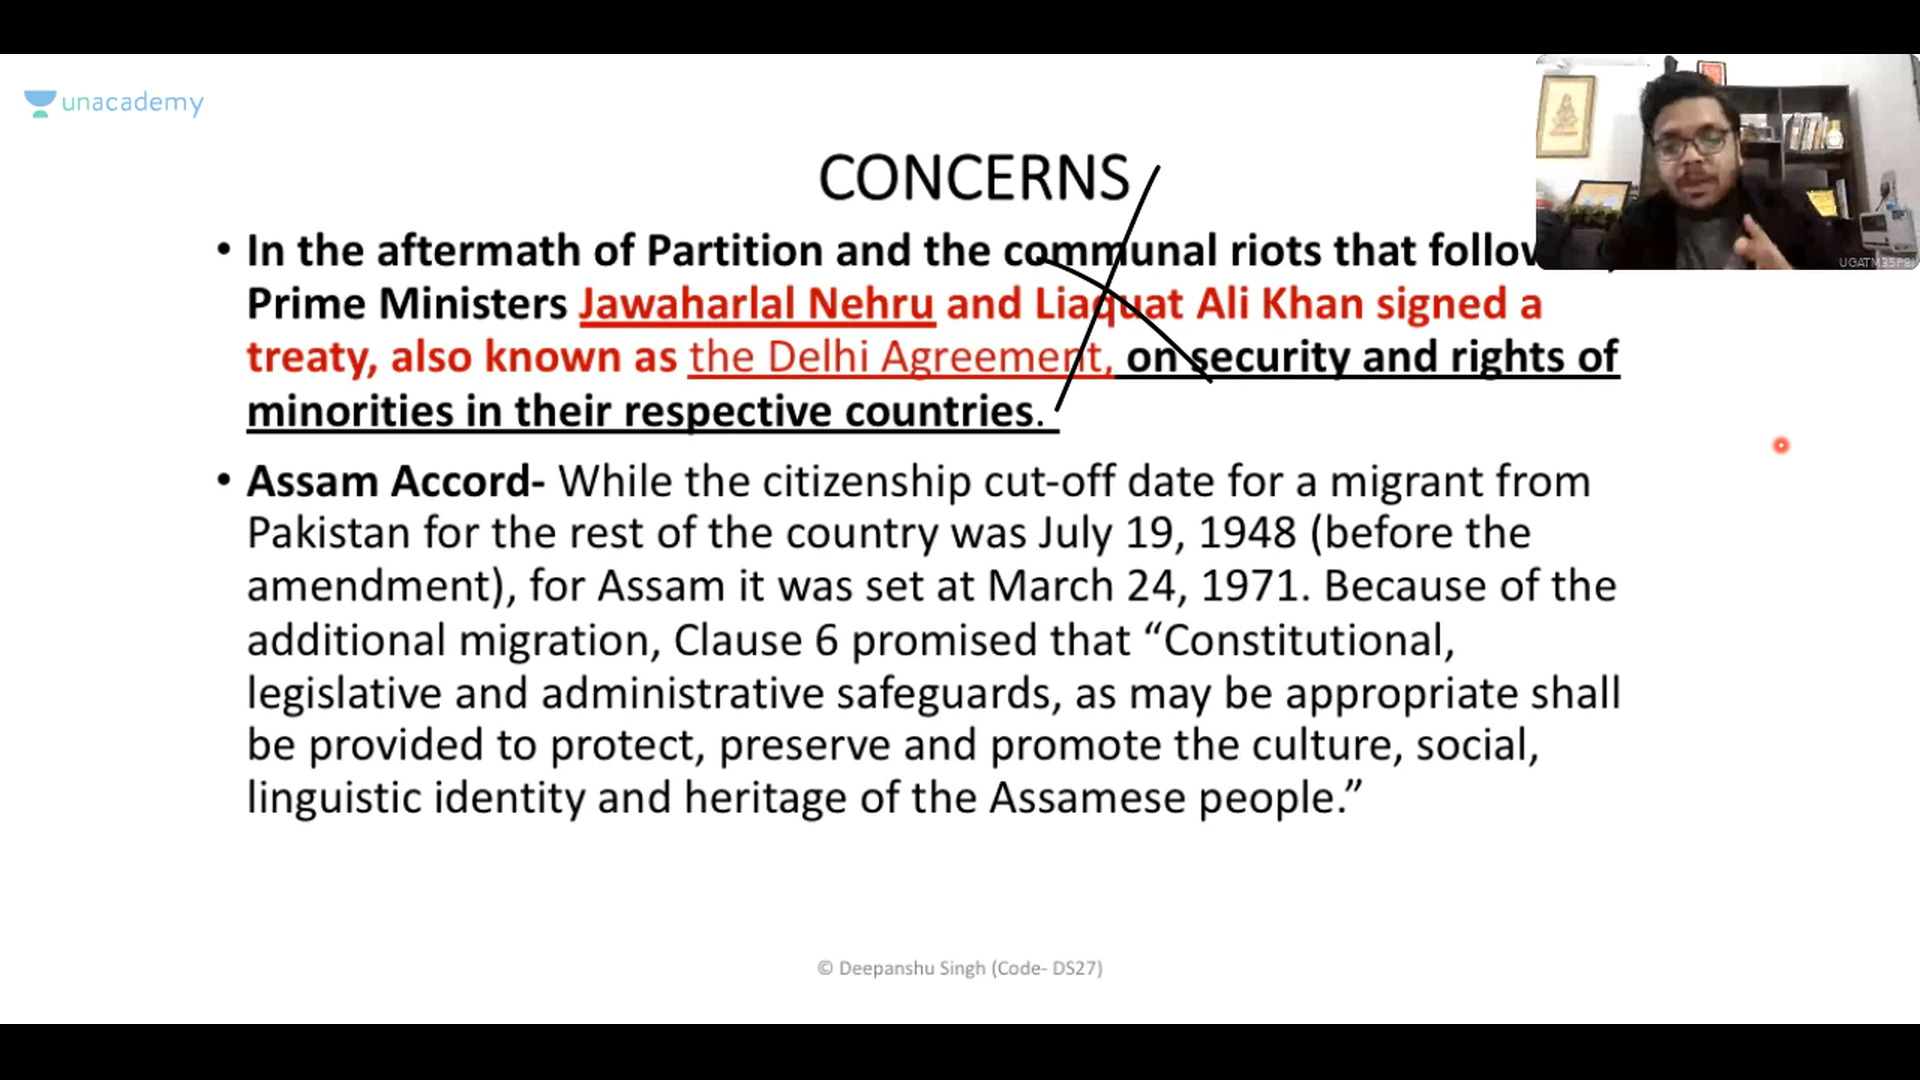 unacademy
CONCERNS
• In the aftermath of Partition and the communal riots that follow
Prime Ministers Jawaharlal Nehru and Liaquat Ali Khan signed a
treaty, also known as the Delhi Agreement, on security and rights of
minorities in their respective countries.
• Assam Accord- While the citizenship cut-off date for a migrant from
Pakistan for the rest of the country was July 19, 1948 (before the
amendment), for Assam it was set at March 24, 1971. Because of the
additional migration, Clause 6 promised that “Constitutional,
legislative and administrative safeguards, as may be appropriate shall
be provided to protect, preserve and promote the culture, social,
linguistic identity and heritage of the Assamese people.”
© Deepanshu Singh (Code- DS27)